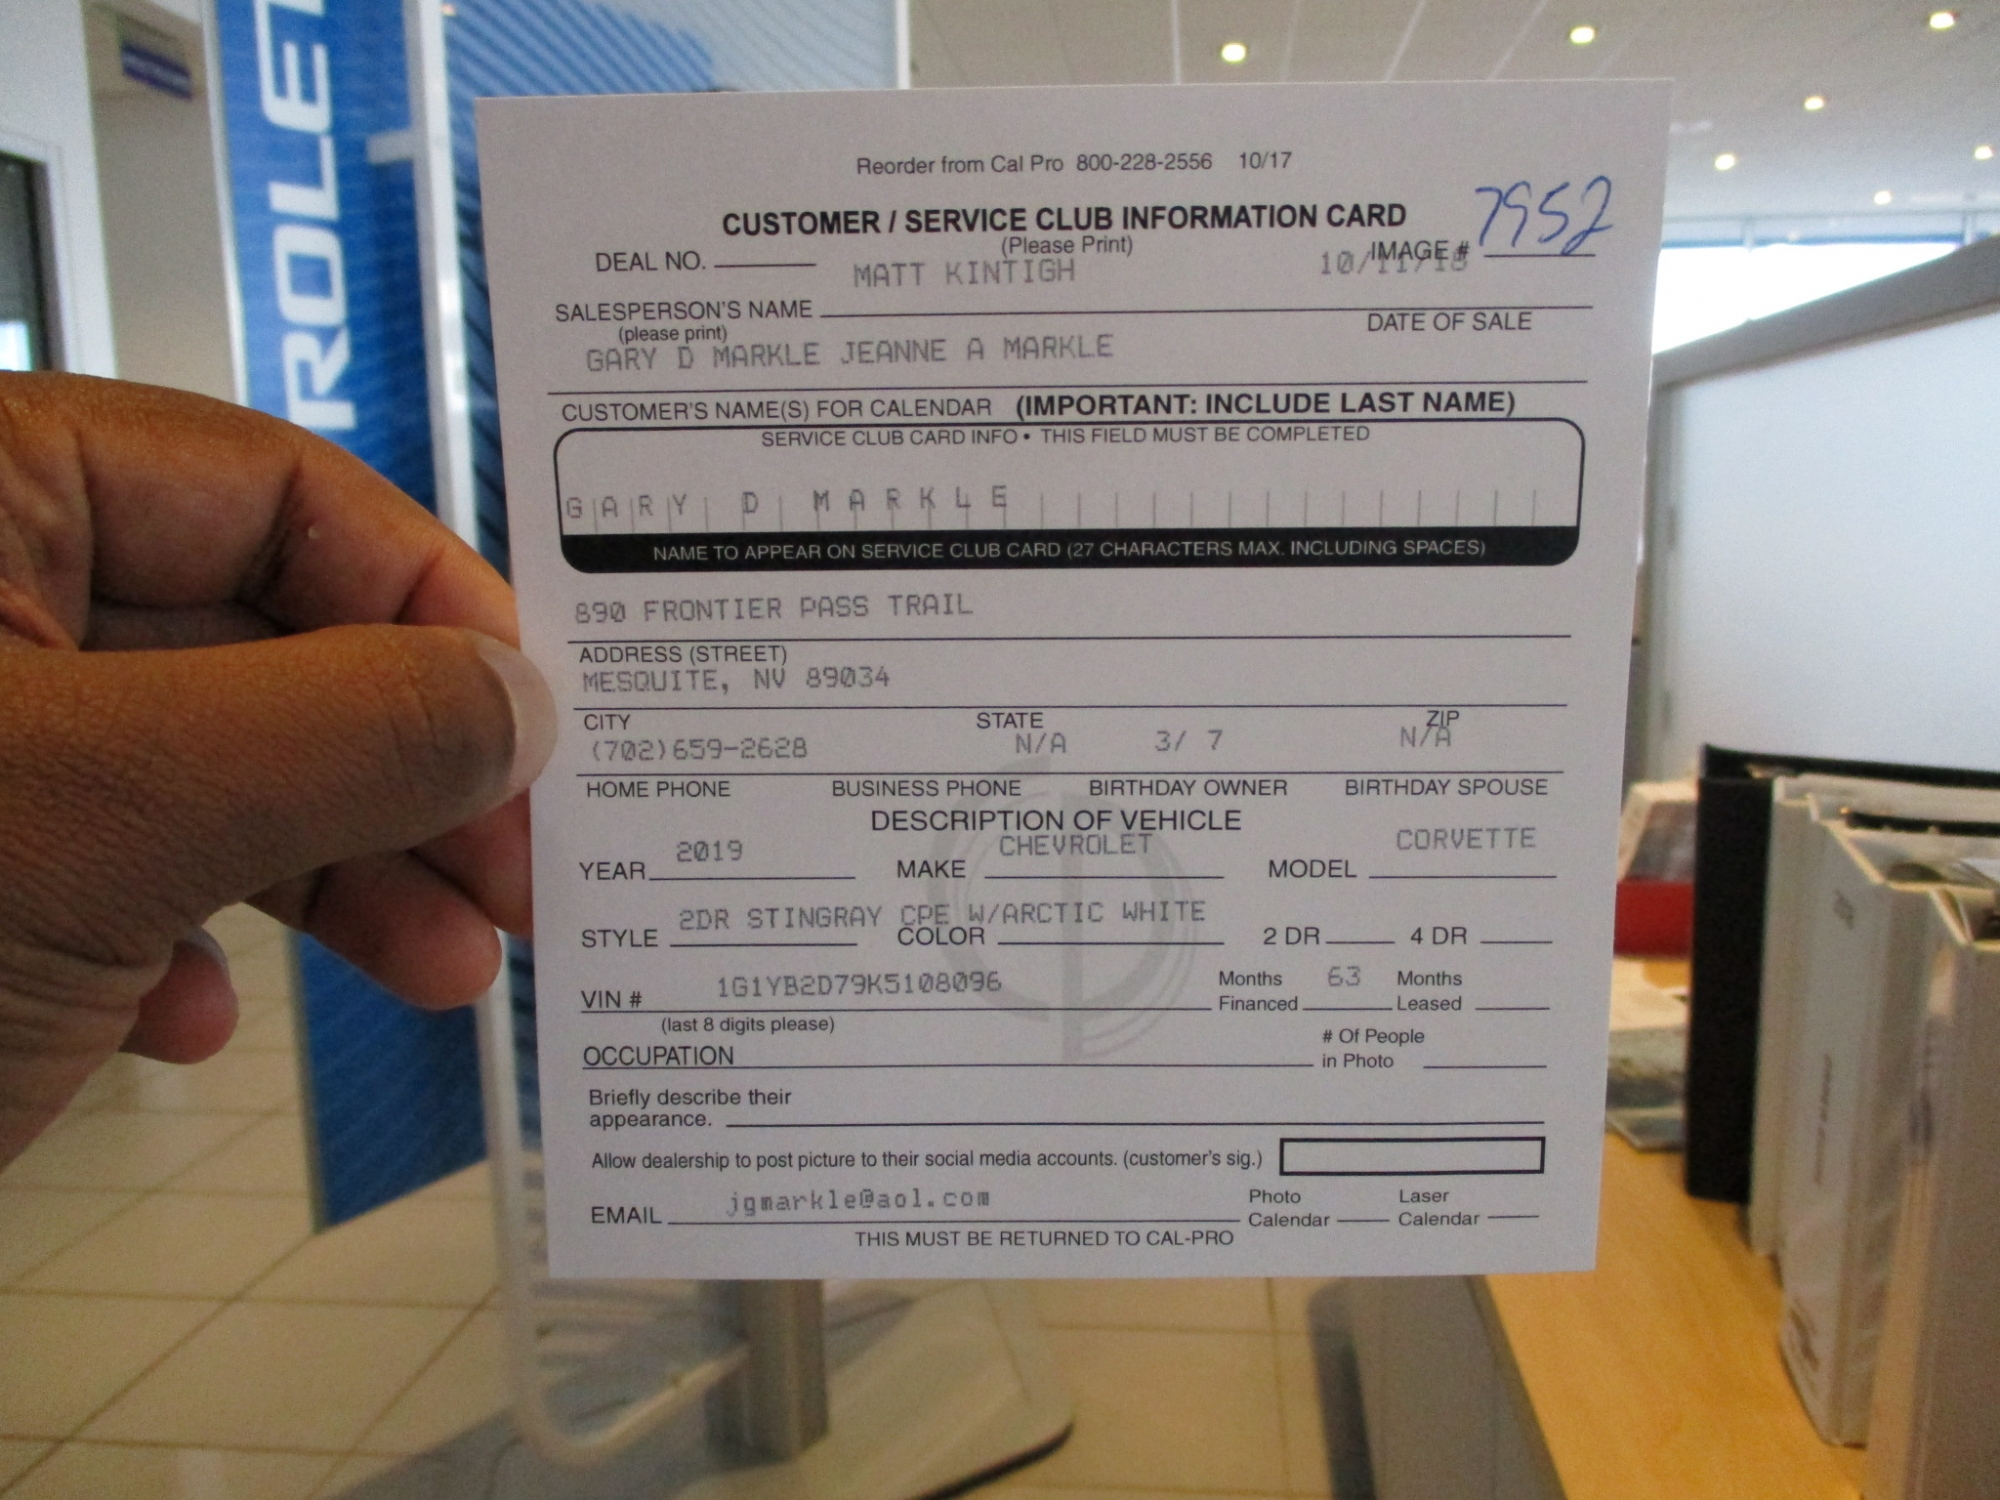 ROLET
Reorder from Cal Pro 800-228-2556 10/17
CUSTOMER / SERVICE CLUB INFORMATION CARD
(Please Print)
7952
DEAL NO. IMAGE #
MATT KINTIGH 10/11/18
SALESPERSON'S NAME DATE OF SALE
(please print)
GARY D MARKLE JEANNE A MARKLE
CUSTOMER'S NAME(S) FOR CALENDAR (IMPORTANT: INCLUDE LAST NAME)
SERVICE CLUB CARD INFO • THIS FIELD MUST BE COMPLETED
GARY D MARKLE
NAME TO APPEAR ON SERVICE CLUB CARD (27 CHARACTERS MAX. INCLUDING SPACES)
890 FRONTIER PASS TRAIL
ADDRESS (STREET)
MESQUITE, NV 89034
CITY STATE ZIP
(702)659-2628 N/A 3/ 7 N/A
HOME PHONE BUSINESS PHONE BIRTHDAY OWNER BIRTHDAY SPOUSE
DESCRIPTION OF VEHICLE
2019 CHEVROLET CORVETTE
YEAR MAKE MODEL
2DR STINGRAY CPE W/ARCTIC WHITE
STYLE COLOR 2 DR 4 DR
1G1YB2D79K5108096 Months 63 Months
VIN # Financed Leased
(last 8 digits please)
# Of People
OCCUPATION in Photo
Briefly describe their
appearance.
Allow dealership to post picture to their social media accounts. (customer's sig.)
jgmarkle@aol.com Photo Laser
EMAIL Calendar Calendar
THIS MUST BE RETURNED TO CAL-PRO